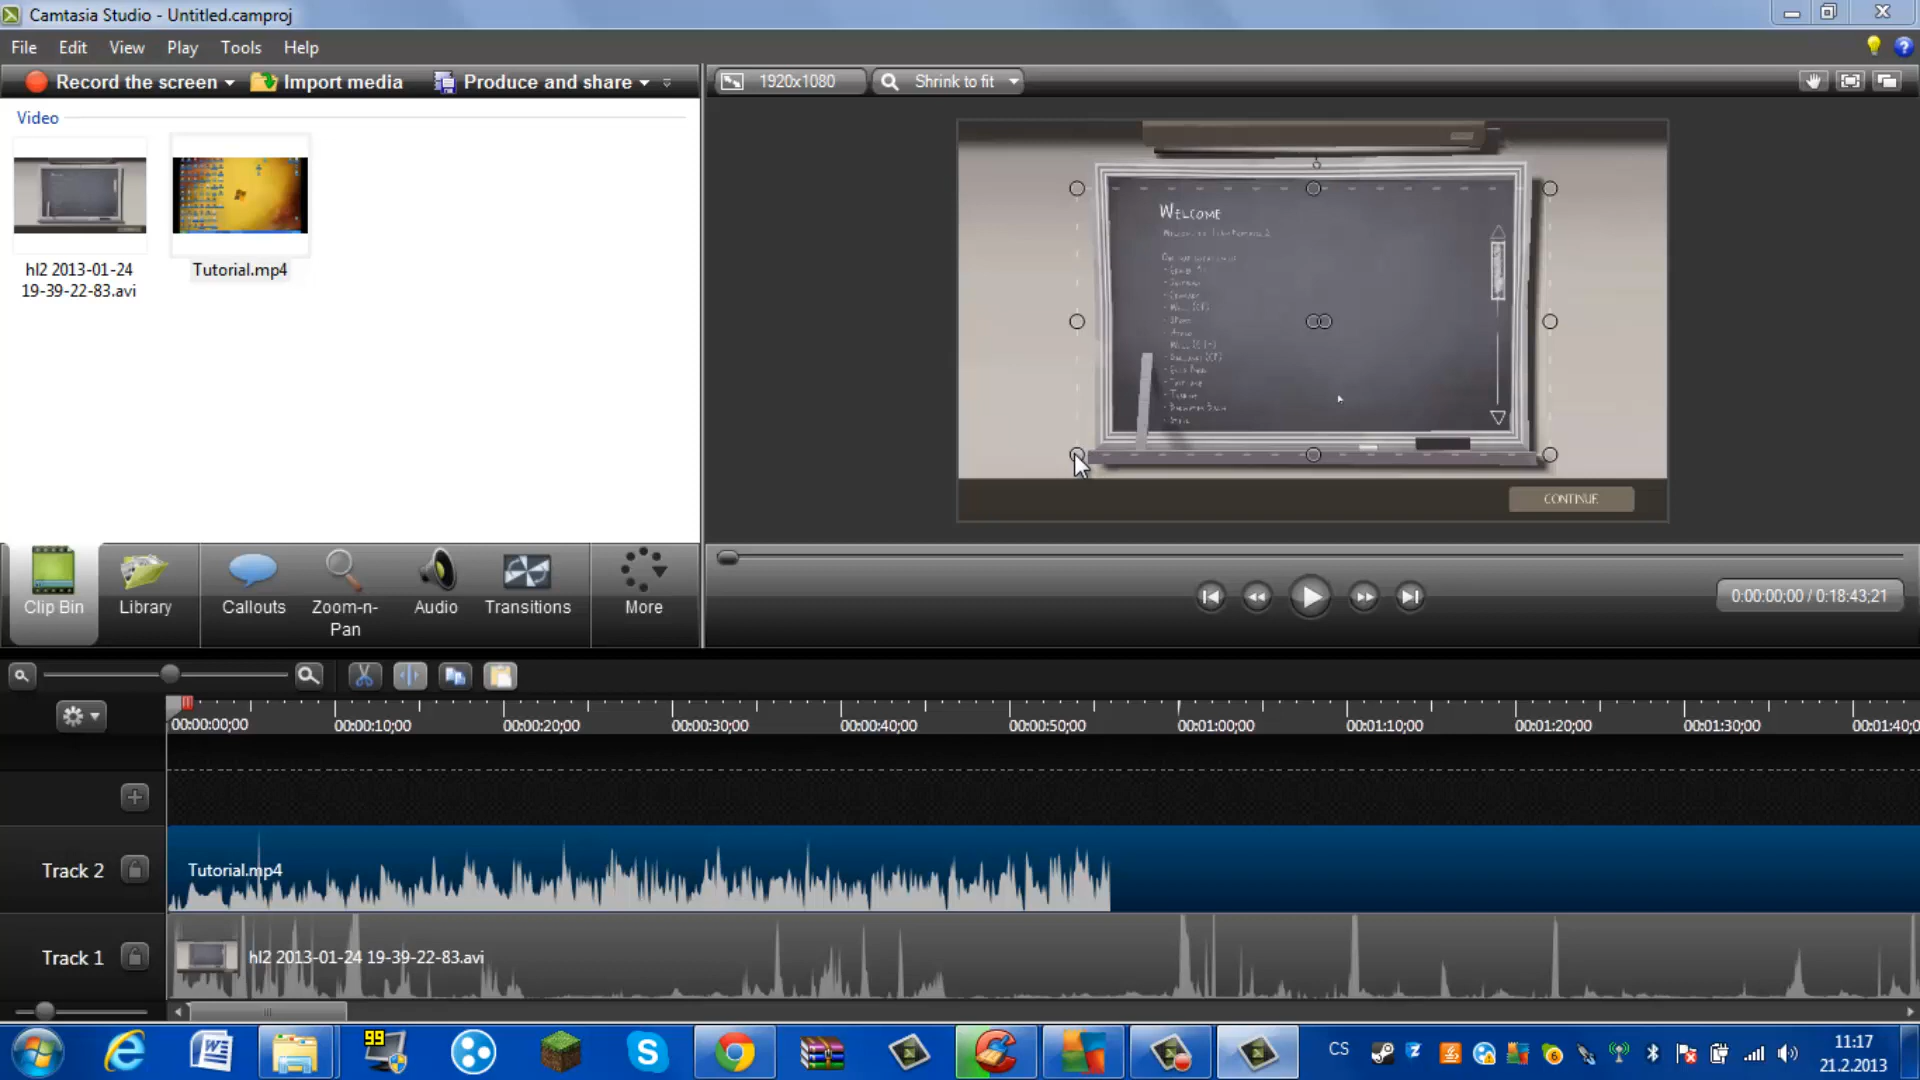 Camtasia Studio - Untitled.camproj
File Edit View Play Tools Help
Record the screen Import media Produce and share
1920x1080 Shrink to fit
Video
hl2 2013-01-24
19-39-22-83.avi
Tutorial.mp4
WELCOME
CONTINUE
Clip Bin Library Callouts Zoom-n-
Pan Audio Transitions More
0:00:00;00 / 0:18:43;21
00:00:00;00 00:00:10;00 00:00:20;00 00:00:30;00 00:00:40;00 00:00:50;00 00:01:00;00 00:01:10;00 00:01:20;00 00:01:30;00 00:01:40;0
Track 2 Tutorial.mp4
Track 1 hl2 2013-01-24 19-39-22-83.avi
99
CS
11:17
21.2.2013